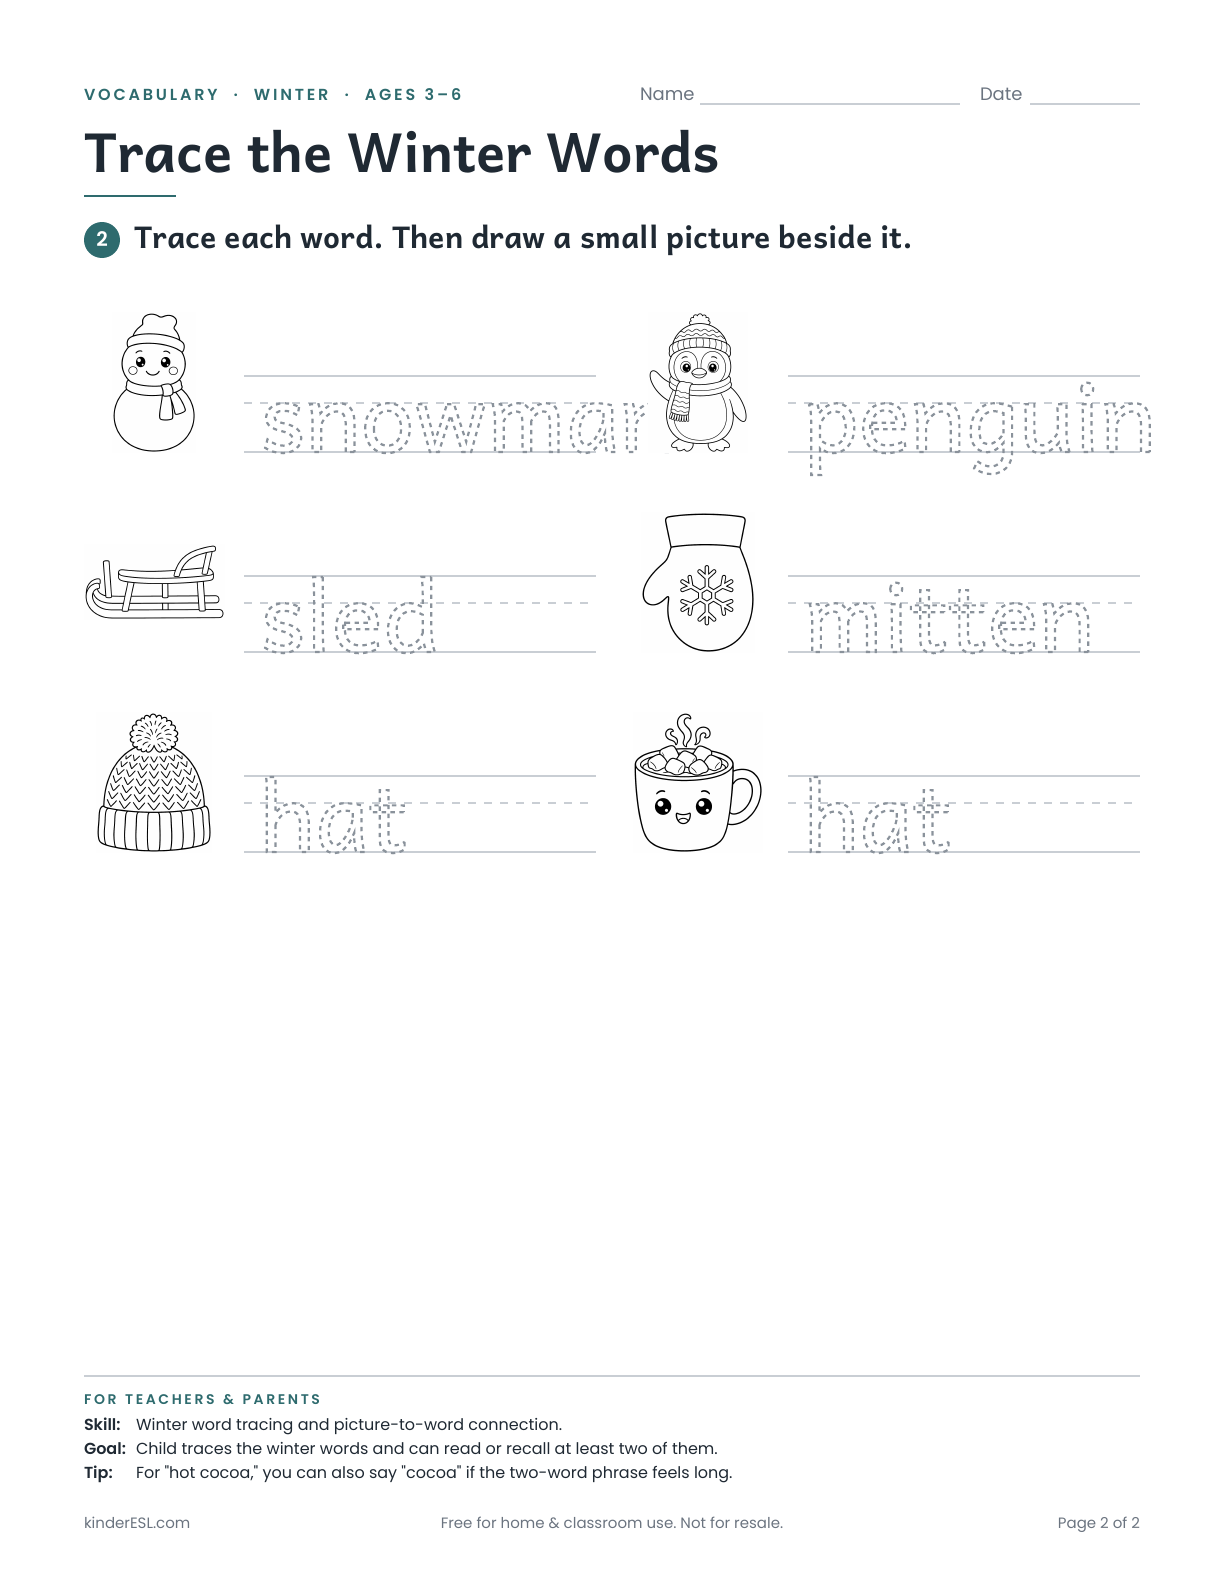 VOCABULARY · WINTER · AGES 3–6 Name Date
Trace the Winter Words
2 Trace each word. Then draw a small picture beside it.
snowman penguin
sled mitten
hat hat
FOR TEACHERS & PARENTS
Skill: Winter word tracing and picture-to-word connection.
Goal: Child traces the winter words and can read or recall at least two of them.
Tip: For "hot cocoa," you can also say "cocoa" if the two-word phrase feels long.
kinderESL.com Free for home & classroom use. Not for resale. Page 2 of 2